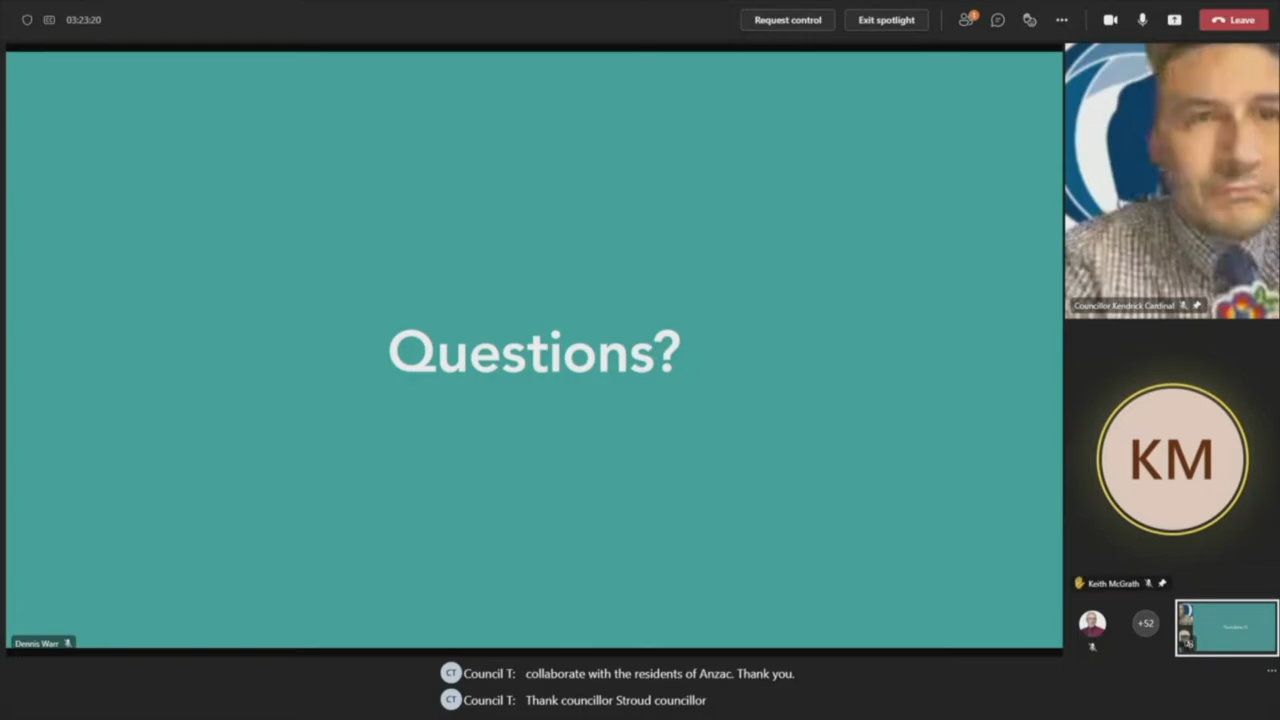 03:23:20
Request control
Exit spotlight
1
Leave
Questions?
Councillor Kendrick Cardinal
KM
Keith McGrath
+52
Dennis Warr
CT Council T: collaborate with the residents of Anzac. Thank you.
CT Council T: Thank councillor Stroud councillor